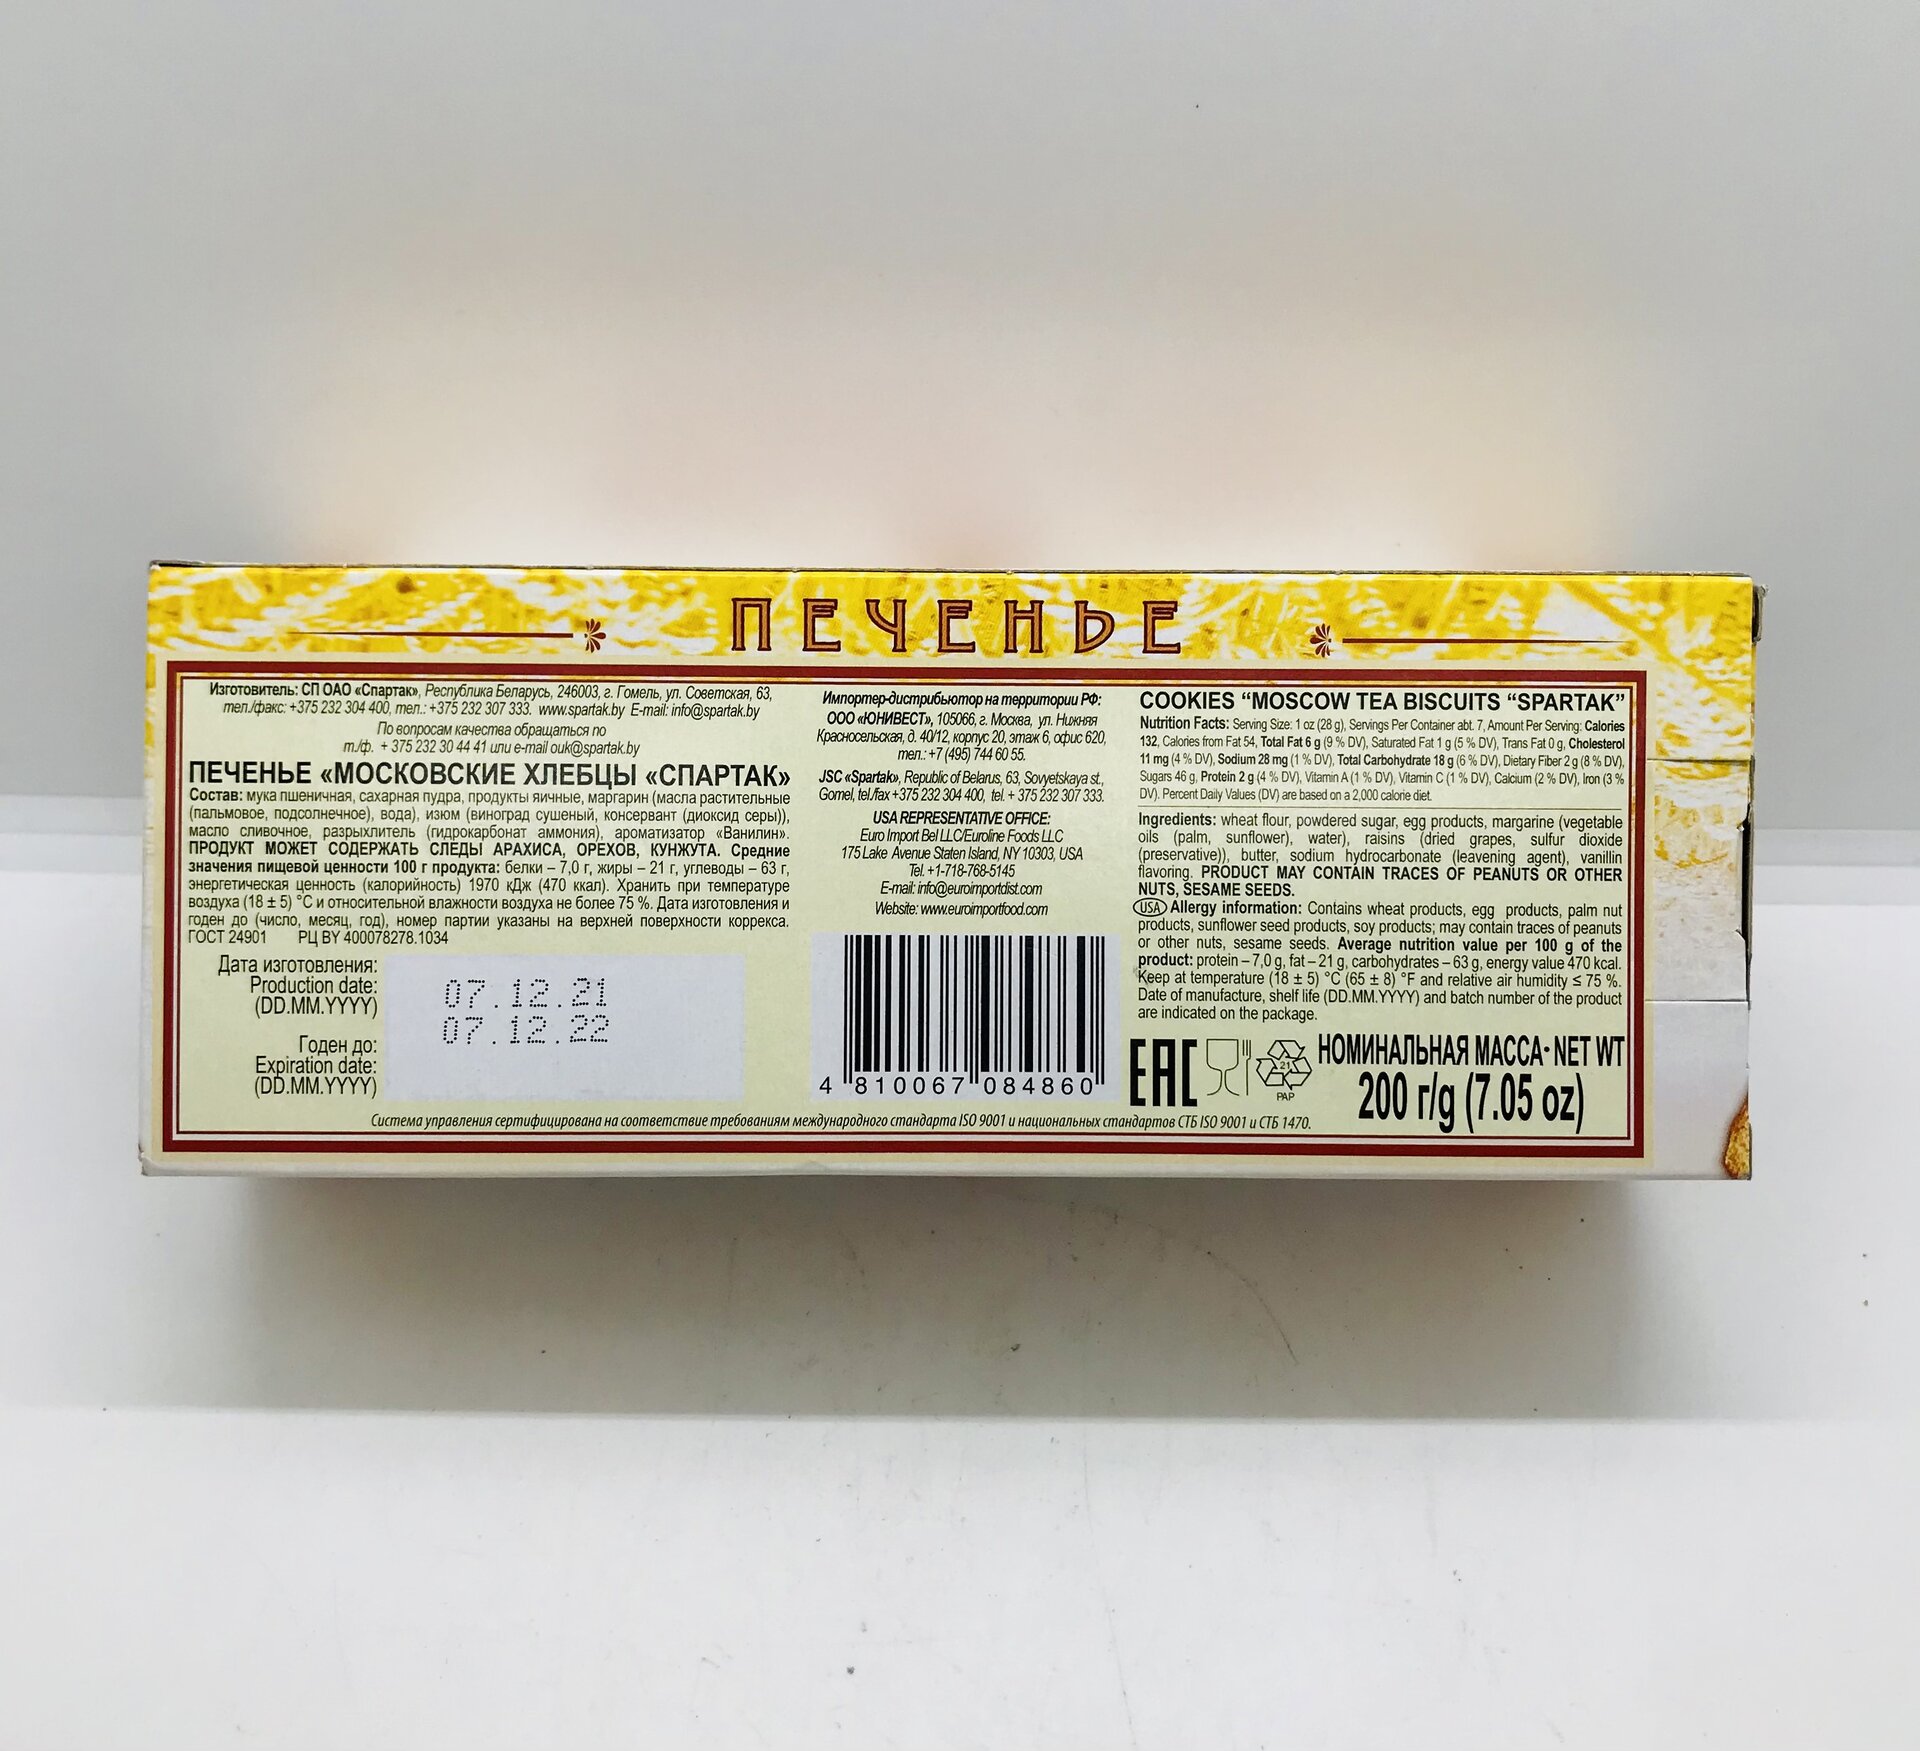 ПЕЧЕНЬЕ
Изготовитель: СП ОАО «Спартак», Республика Беларусь, 246003, г. Гомель, ул. Советская, 63,
тел./факс: +375 232 304 400, тел.: +375 232 307 333. www.spartak.by E-mail: info@spartak.by
По вопросам качества обращаться по
т./ф. + 375 232 30 44 41 или e-mail ouk@spartak.by
ПЕЧЕНЬЕ «МОСКОВСКИЕ ХЛЕБЦЫ «СПАРТАК»
Состав: мука пшеничная, сахарная пудра, продукты яичные, маргарин (масла растительные
(пальмовое, подсолнечное), вода), изюм (виноград сушеный, консервант (диоксид серы)),
масло сливочное, разрыхлитель (гидрокарбонат аммония), ароматизатор «Ванилин».
ПРОДУКТ МОЖЕТ СОДЕРЖАТЬ СЛЕДЫ АРАХИСА, ОРЕХОВ, КУНЖУТА. Средние
значения пищевой ценности 100 г продукта: белки – 7,0 г, жиры – 21 г, углеводы – 63 г,
энергетическая ценность (калорийность) 1970 кДж (470 ккал). Хранить при температуре
воздуха (18 ± 5) °С и относительной влажности воздуха не более 75 %. Дата изготовления и
годен до (число, месяц, год), номер партии указаны на верхней поверхности коррекса.
ГОСТ 24901 РЦ BY 400078278.1034
Дата изготовления:
Production date:
(DD.MM.YYYY)
07.12.21
07.12.22
Годен до:
Expiration date:
(DD.MM.YYYY)
Импортер-дистрибьютор на территории РФ:
ООО «ЮНИВЕСТ», 105066, г. Москва, ул. Нижняя
Красносельская, д. 40/12, корпус 20, этаж 6, офис 620,
тел.: +7 (495) 744 60 55.
JSC «Spartak», Republic of Belarus, 63, Sovyetskaya st.,
Gomel, tel./fax +375 232 304 400, tel. + 375 232 307 333.
USA REPRESENTATIVE OFFICE:
Euro Import Bel LLC/Euroline Foods LLC
175 Lake Avenue Staten Island, NY 10303, USA
Tel. +1-718-768-5145
E-mail: info@euroimportdist.com
Website: www.euroimportfood.com
4 810067 084860
COOKIES “MOSCOW TEA BISCUITS “SPARTAK”
Nutrition Facts: Serving Size: 1 oz (28 g), Servings Per Container abt. 7, Amount Per Serving: Calories
132, Calories from Fat 54, Total Fat 6 g (9 % DV), Saturated Fat 1 g (5 % DV), Trans Fat 0 g, Cholesterol
11 mg (4 % DV), Sodium 28 mg (1 % DV), Total Carbohydrate 18 g (6 % DV), Dietary Fiber 2 g (8 % DV),
Sugars 46 g, Protein 2 g (4 % DV), Vitamin A (1 % DV), Vitamin C (1 % DV), Calcium (2 % DV), Iron (3 %
DV). Percent Daily Values (DV) are based on a 2,000 calorie diet.
Ingredients: wheat flour, powdered sugar, egg products, margarine (vegetable
oils (palm, sunflower), water), raisins (dried grapes, sulfur dioxide
(preservative)), butter, sodium hydrocarbonate (leavening agent), vanillin
flavoring. PRODUCT MAY CONTAIN TRACES OF PEANUTS OR OTHER
NUTS, SESAME SEEDS.
USA Allergy information: Contains wheat products, egg products, palm nut
products, sunflower seed products, soy products; may contain traces of peanuts
or other nuts, sesame seeds. Average nutrition value per 100 g of the
product: protein – 7,0 g, fat – 21 g, carbohydrates – 63 g, energy value 470 kcal.
Keep at temperature (18 ± 5) °C (65 ± 8) °F and relative air humidity ≤ 75 %.
Date of manufacture, shelf life (DD.MM.YYYY) and batch number of the product
are indicated on the package.
EAC
21
PAP
НОМИНАЛЬНАЯ МАССА- NET WT
200 г/g (7.05 oz)
Система управления сертифицирована на соответствие требованиям международного стандарта ISO 9001 и национальных стандартов СТБ ISO 9001 и СТБ 1470.